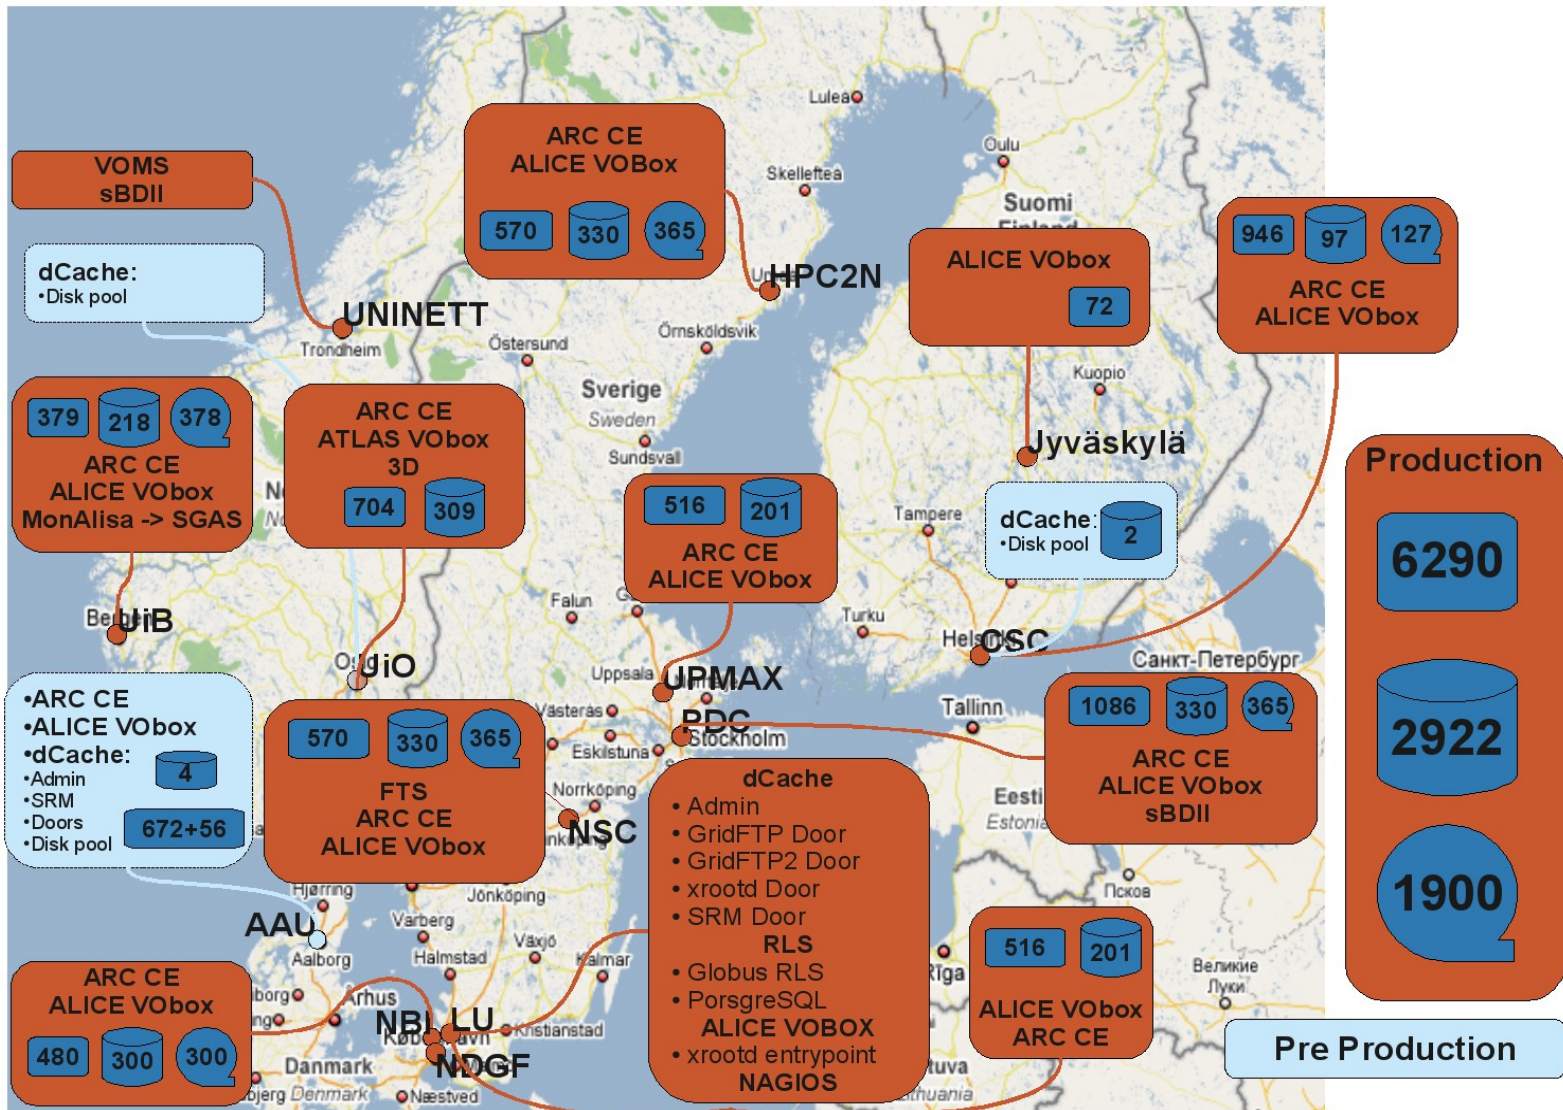 Luleå
ARC CE
ALICE VOBox
570
330
365
VOMS
sBDII
Skellefteå
Oulu
Suomi
946
97
127
ARC CE
ALICE VObox
dCache:
•Disk pool
ALICE VObox
72
HPC2N
UNINETT
Trondheim
Östersund
Örnsköldsvik
Kuopio
Sverige
Sweden
Sundsvall
379
218
378
ARC CE
ALICE VObox
MonAlisa -> SGAS
ARC CE
ATLAS VObox
3D
704
309
Jyväskylä
Production
6290
2922
1900
516
201
ARC CE
ALICE VObox
Tampere
dCache:
•Disk pool
2
Falun
Turku
UiB
UiO
CSC
Санкт-Петербург
Uppsala
UPMAX
Tallinn
•ARC CE
•ALICE VObox
•dCache:
•Admin
•SRM
•Doors
•Disk pool
4
672+56
570
330
365
FTS
ARC CE
ALICE VObox
Västerås
Eskilstuna
PDC
Stockholm
1086
330
365
ARC CE
ALICE VObox
sBDII
Norrköping
NSC
Eesti
Estonia
dCache
• Admin
• GridFTP Door
• GridFTP2 Door
• xrootd Door
• SRM Door
RLS
• Globus RLS
• PorsgreSQL
ALICE VOBOX
• xrootd entrypoint
NAGIOS
Псков
Hjørring
Jönköping
AAU
Aalborg
Varberg
Växjö
Halmstad
Kalmar
516
201
ALICE VObox
ARC CE
Rīga
Великие
Луки
ARC CE
ALICE VObox
480
300
300
Århus
NBI
LU
Kristianstad
København
NDGF
Danmark
Denmark
Næstved
Pre Production